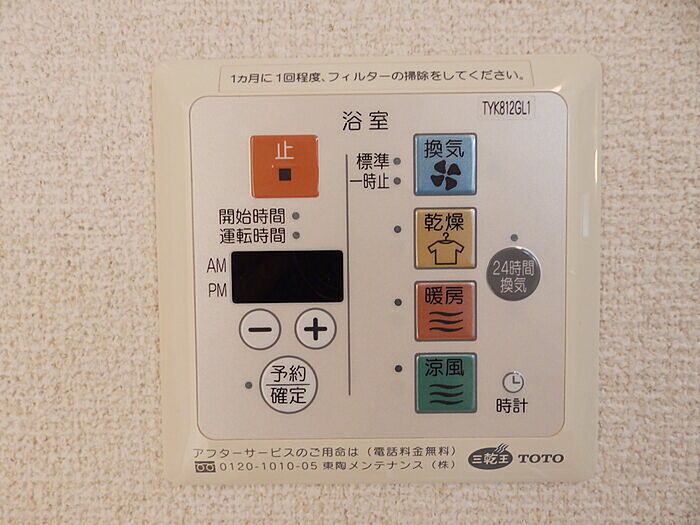 1ヵ月に1回程度、フィルターの掃除をしてください。
TYK812GL1
浴室
止
開始時間
運転時間
AM
PM
予約
確定
標準
一時止
換気
乾燥
暖房
涼風
24時間
換気
時計
アフターサービスのご用命は(電話料金無料)
0120-1010-05 東陶メンテナンス(株)
三乾王 TOTO